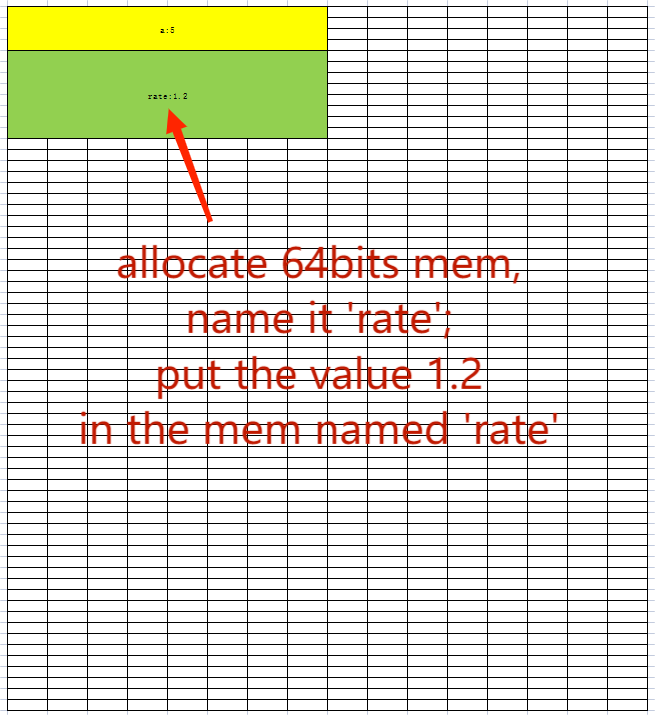 a:5
rate:1.2
allocate 64bits mem,
name it 'rate';
put the value 1.2
in the mem named 'rate'